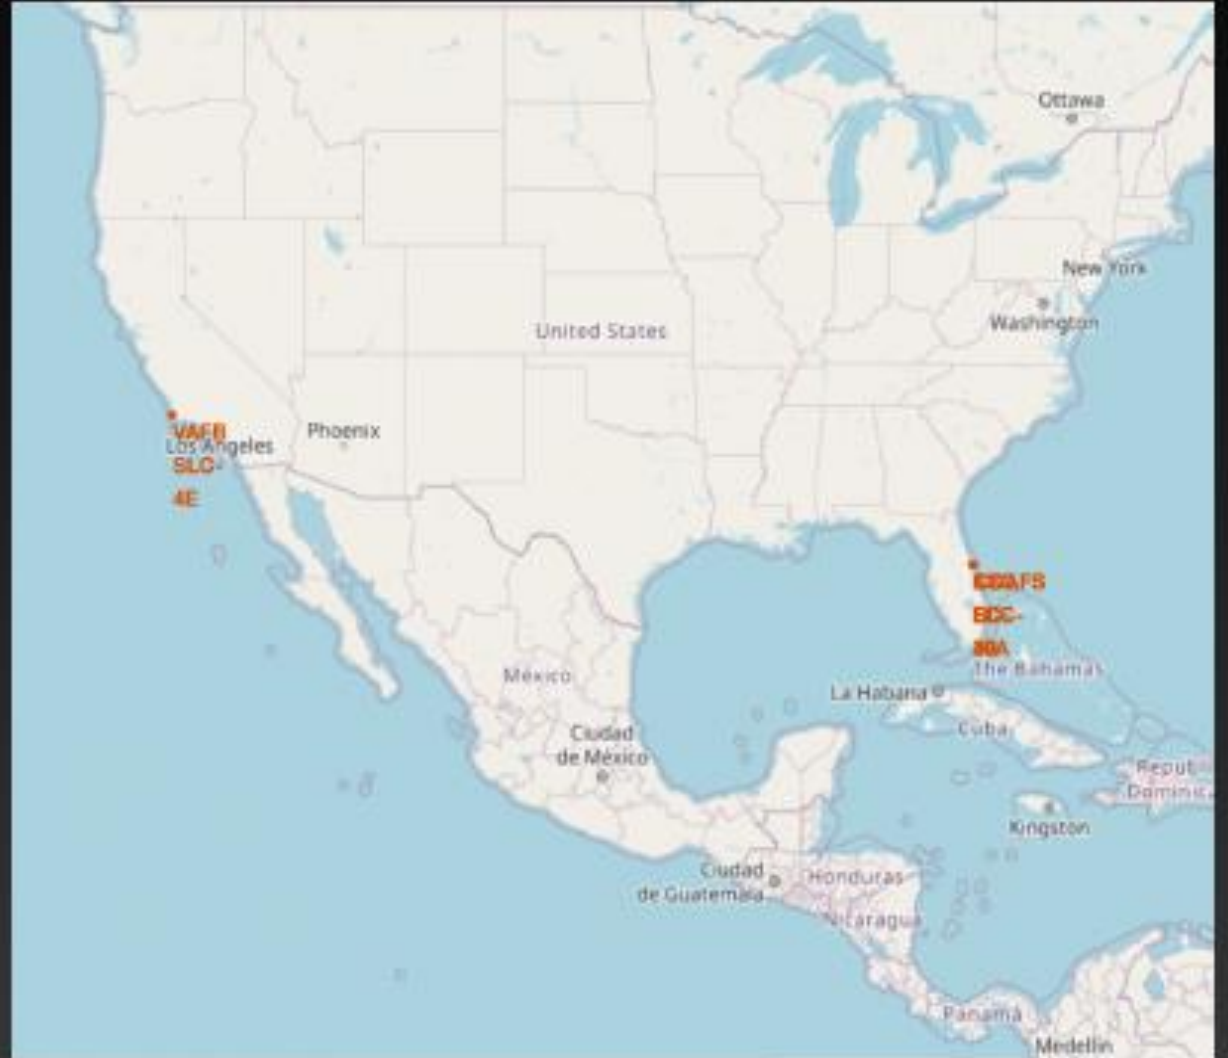 Ottawa
New York
Washington
United States
Phoenix
VAFB
Los Angeles
SLC-
4E
The Bahamas
La Habana
Cuba
México
Ciudad
de México
Kingston
Ciudad
de Guatemala
Honduras
Nicaragua
Panamá
Medellín